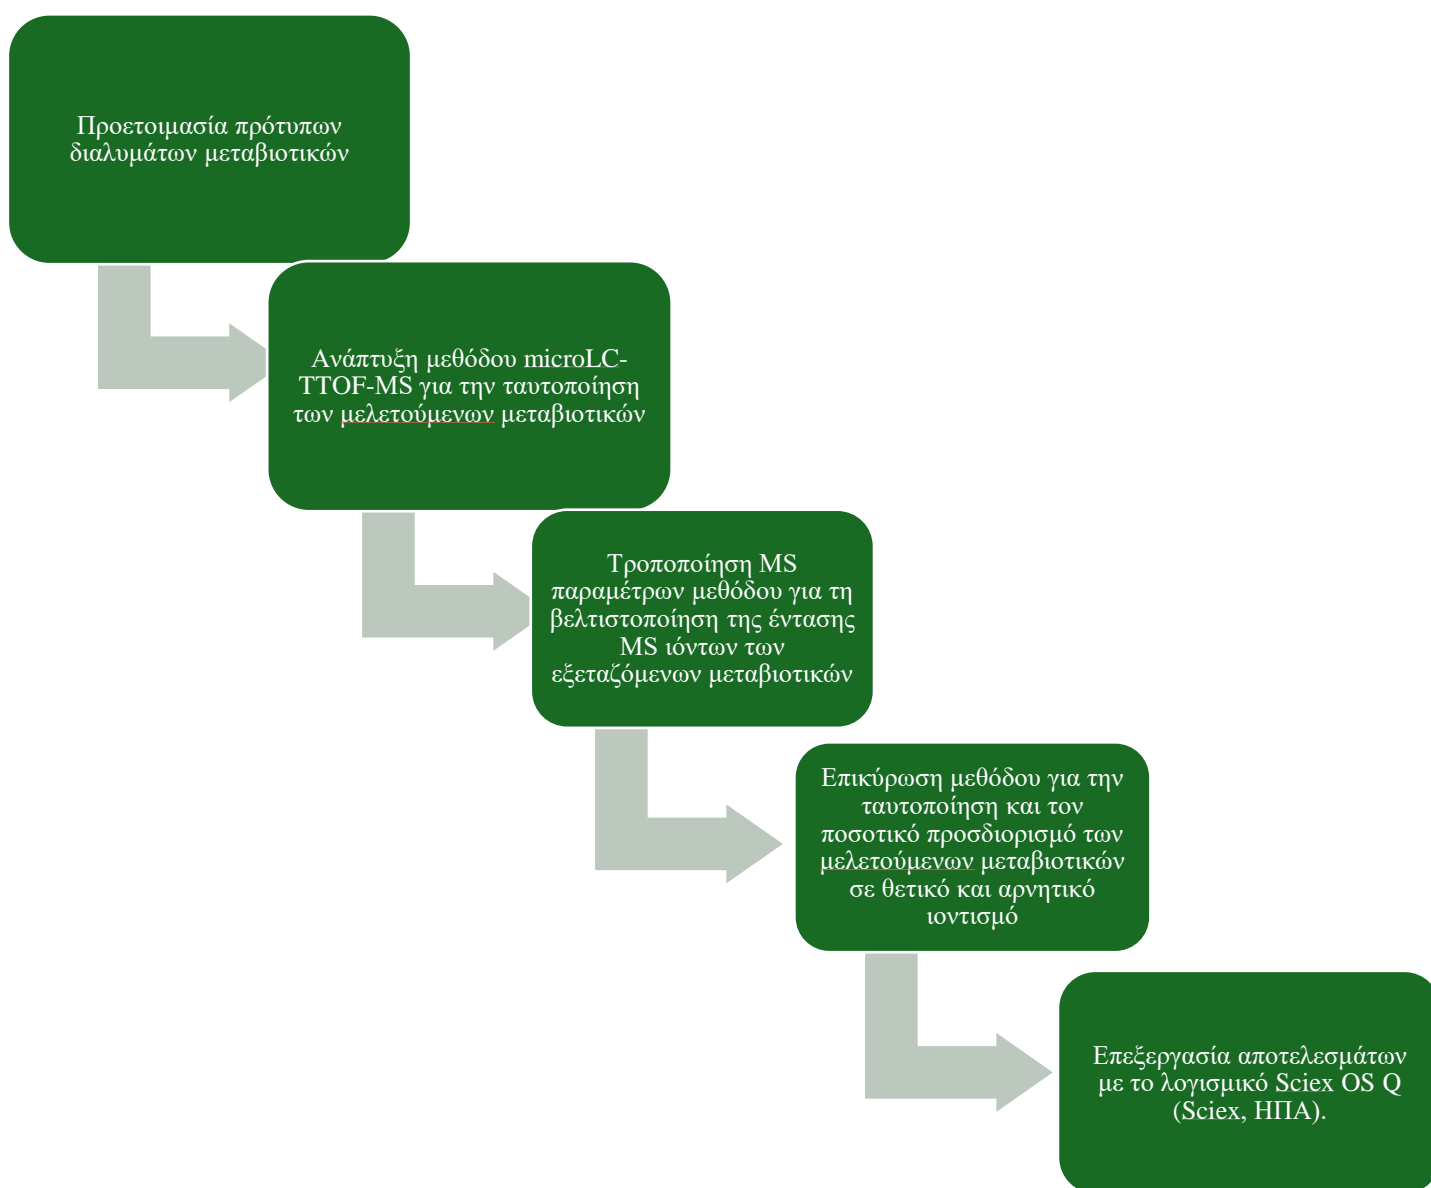 Προετοιμασία πρότυπων
διαλυμάτων μεταβιοτικών
Ανάπτυξη μεθόδου microLC-
TTOF-MS για την ταυτοποίηση
των μελετούμενων μεταβιοτικών
Τροποποίηση MS
παραμέτρων μεθόδου για τη
βελτιστοποίηση της έντασης
MS ιόντων των
εξεταζόμενων μεταβιοτικών
Επικύρωση μεθόδου για την
ταυτοποίηση και τον
ποσοτικό προσδιορισμό των
μελετούμενων μεταβιοτικών
σε θετικό και αρνητικό
ιοντισμό
Επεξεργασία αποτελεσμάτων
με το λογισμικό Sciex OS Q
(Sciex, ΗΠΑ).